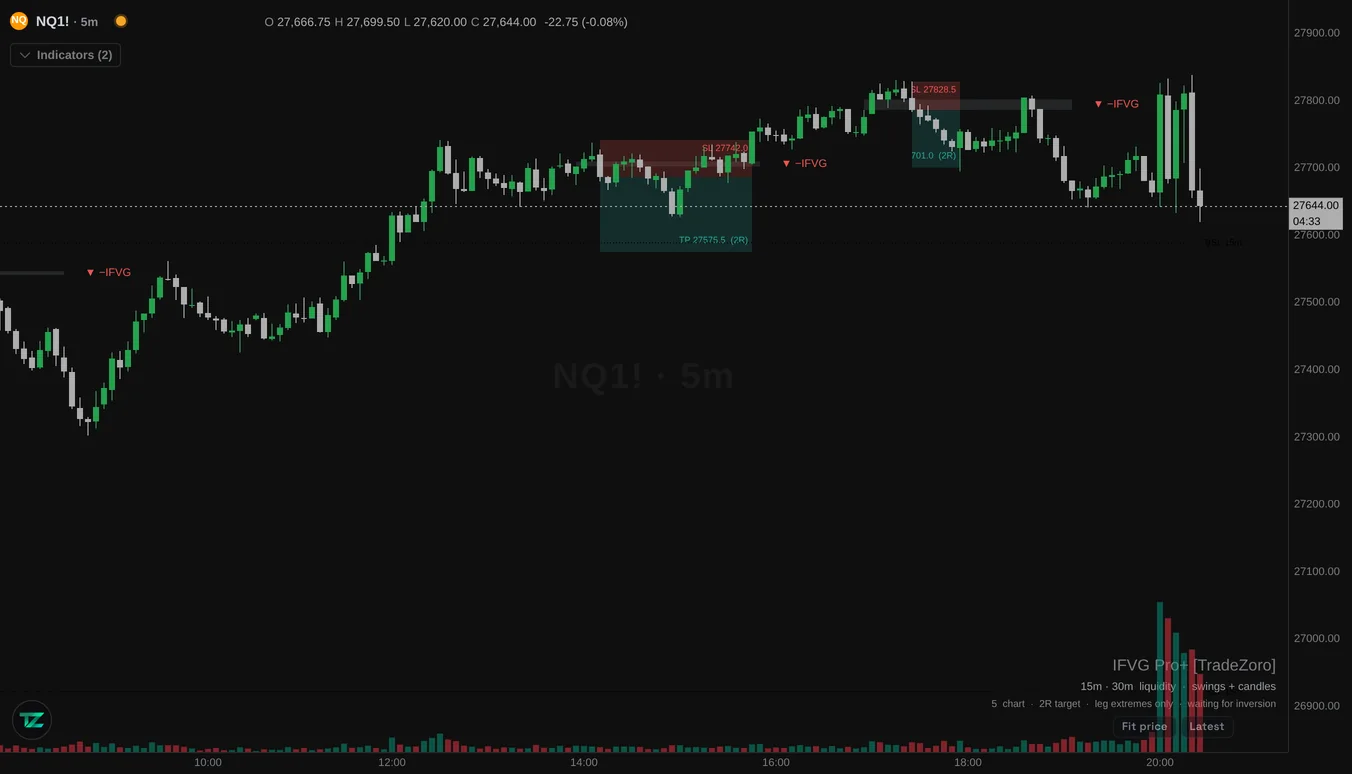 NQ NQ1! · 5m O 27,666.75 H 27,699.50 L 27,620.00 C 27,644.00 -22.75 (-0.08%)
Indicators (2)
27900.00
SL 27828.5
27800.00
▼ −IFVG
SL 27742.0
701.0 (2R)
▼ −IFVG
27700.00
27644.00
04:33
27600.00
TP 27575.5 (2R)
▼ −IFVG
27500.00
27400.00
NQ1! · 5m
27300.00
27200.00
27100.00
27000.00
IFVG Pro+ [TradeZoro]
15m · 30m liquidity · swings + candles
5 chart · 2R target · leg extremes only · waiting for inversion
26900.00
TZ
Fit price
Latest
10:00 12:00 14:00 16:00 18:00 20:00